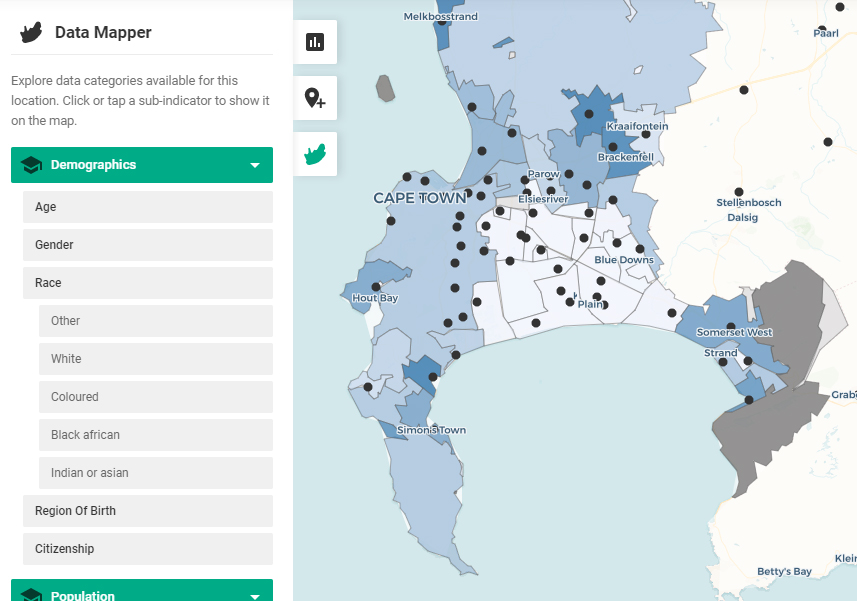 Data Mapper
Explore data categories available for this
location. Click or tap a sub-indicator to show it
on the map.
Demographics
Age
Gender
Race
Other
White
Coloured
Black african
Indian or asian
Region Of Birth
Citizenship
Population
Melkbosstrand
Paarl
Kraaifontein
Brackenfell
Parow
CAPE TOWN
Elsiesriver
Stellenbosch
Dalsig
Blue Downs
Hout Bay
Plain
Somerset West
Strand
Simon's Town
Betty's Bay